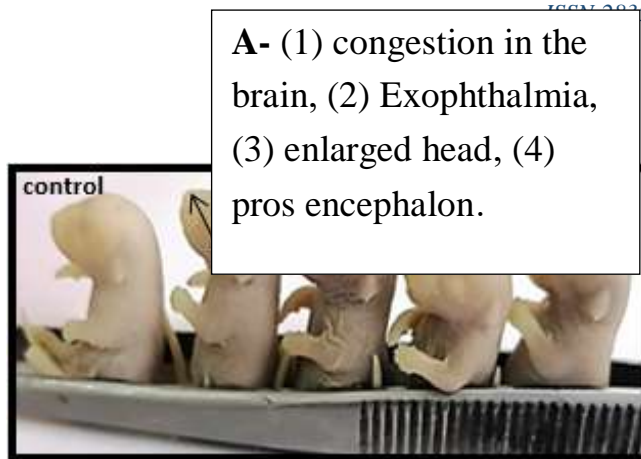 A- (1) congestion in the
brain, (2) Exophthalmia,
(3) enlarged head, (4)
pros encephalon.
control